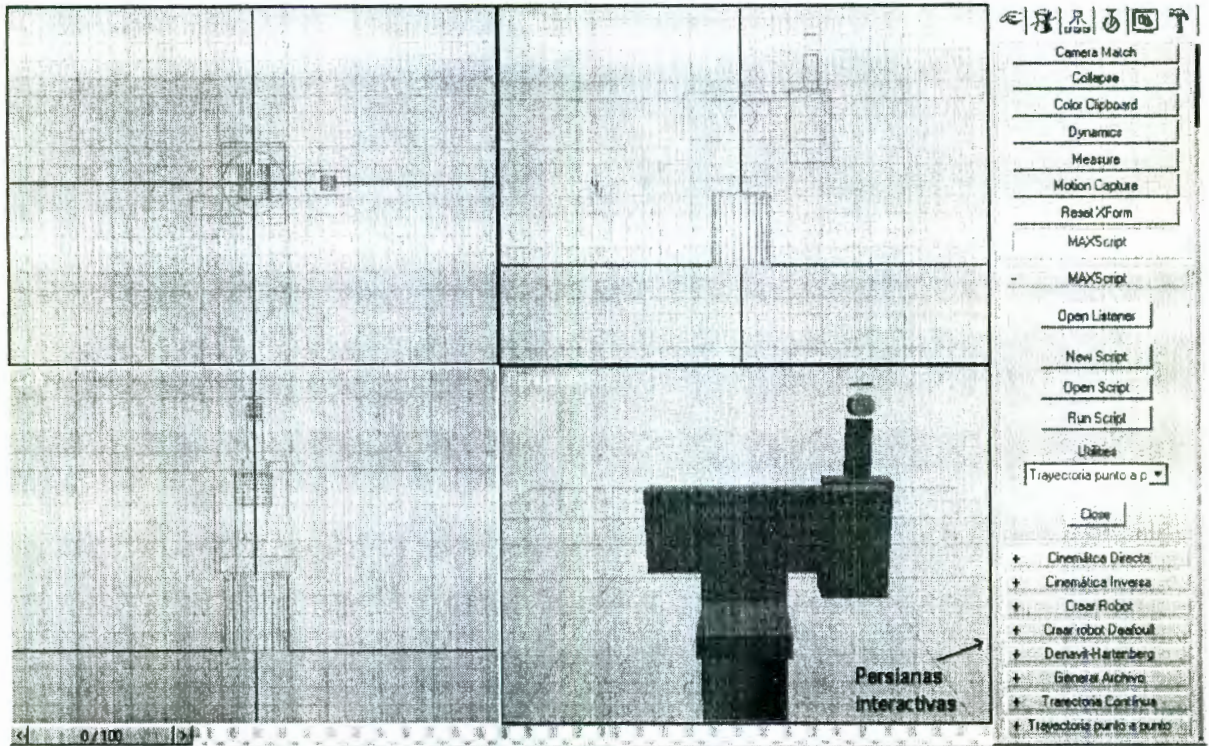 Camera Match
Collapse
Color Clipboard
Dynamics
Measure
Motion Capture
Reset XForm
MAXScript
- MAXScript
Open Listener
New Script
Open Script
Run Script
Utilities
Trayectoria punto a p
Close
+ Cinemática Directa
+ Cinemática Inversa
+ Crear Robot
+ Crear robot Deafoult
+ Denavit-Hartenberg
+ General Archivo
+ Trayectoria Continua
+ Trayectoria punto a punto
Persianas
interactivas
< 0 / 100 >